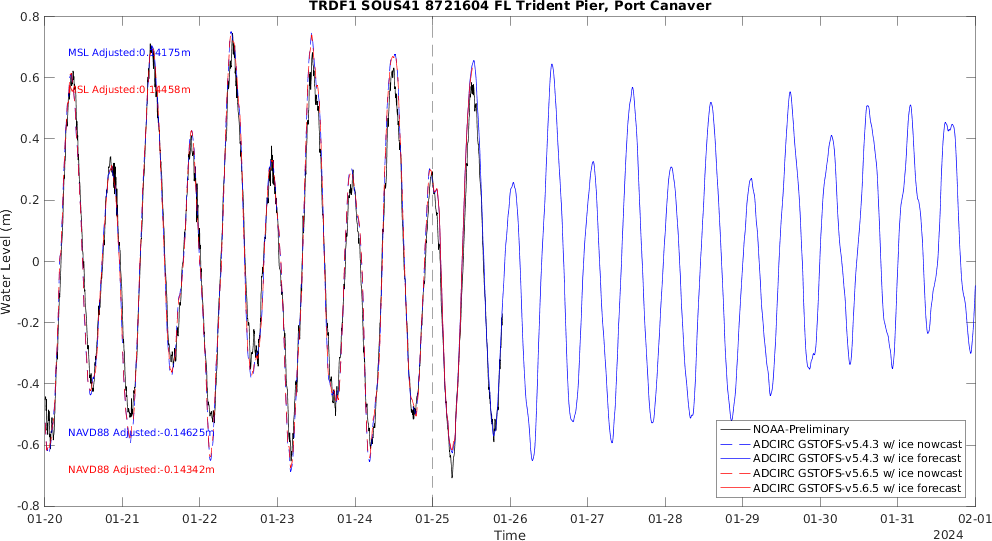 TRDF1 SOUS41 8721604 FL Trident Pier, Port Canaver
0.8
MSL Adjusted:0.14175m
0.6
MSL Adjusted:0.14458m
0.4
0.2
Water Level (m)
0
-0.2
-0.4
NAVD88 Adjusted:-0.14625m
-0.6
NAVD88 Adjusted:-0.14342m
-0.8
NOAA-Preliminary
ADCIRC GSTOFS-v5.4.3 w/ ice nowcast
ADCIRC GSTOFS-v5.4.3 w/ ice forecast
ADCIRC GSTOFS-v5.6.5 w/ ice nowcast
ADCIRC GSTOFS-v5.6.5 w/ ice forecast
01-20 01-21 01-22 01-23 01-24 01-25 01-26 01-27 01-28 01-29 01-30 01-31 02-01
Time
2024